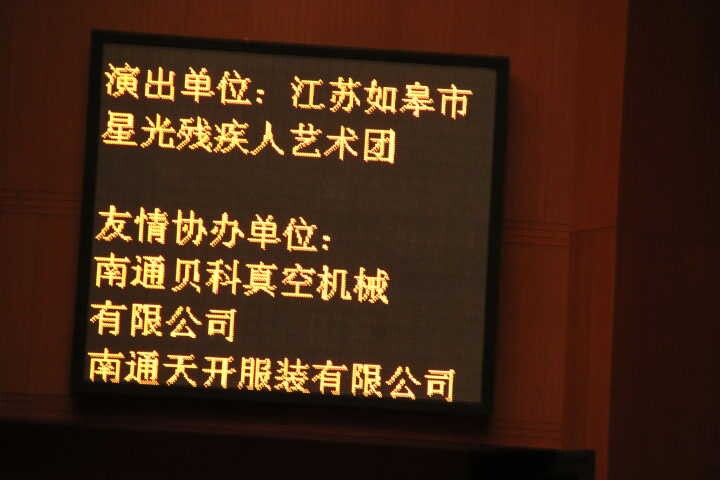 演出单位：江苏如皋市
星光残疾人艺术团
友情协办单位：
南通贝科真空机械
有限公司
南通天开服装有限公司